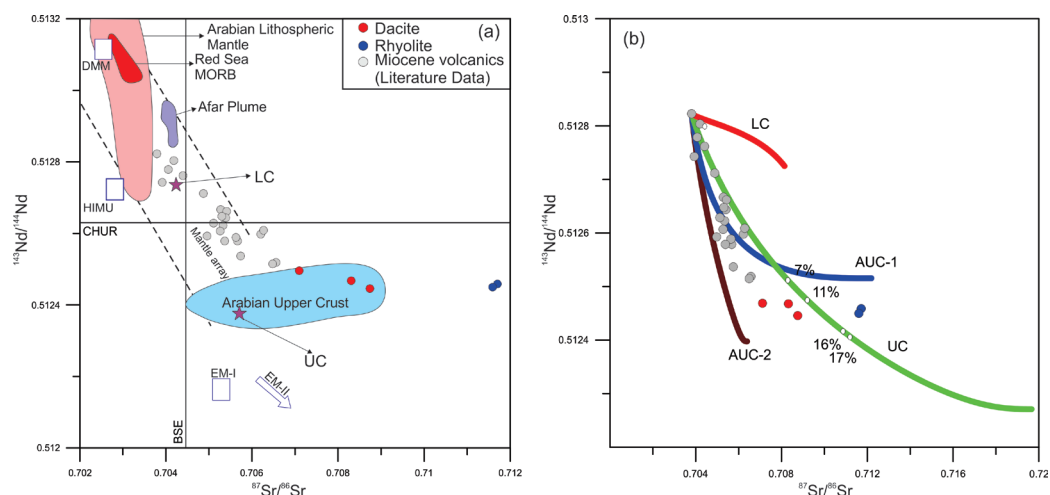 0.5132
0.5128
0.5124
0.512
143Nd/144Nd
(a)
Arabian Lithospheric
Mantle
Red Sea
MORB
DMM
Afar Plume
LC
HIMU
CHUR
Mantle array
Arabian Upper Crust
UC
EM-I
EM-II
BSE
0.702
0.704
0.706
0.708
0.71
0.712
87Sr/86Sr
Dacite
Rhyolite
Miocene volcanics
(Literature Data)
0.513
0.5128
0.5126
0.5124
143Nd/144Nd
(b)
LC
7%
AUC-1
11%
16%
17%
UC
AUC-2
0.704
0.708
0.712
0.716
0.72
87Sr/86Sr